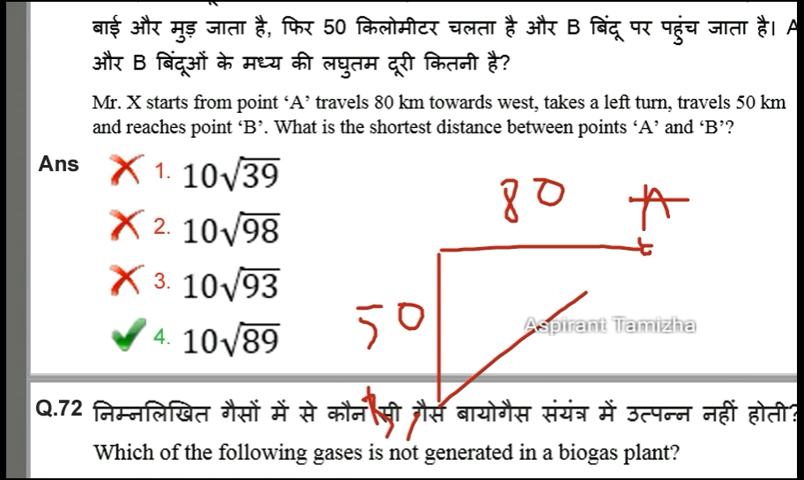 बाईं और मुड़ जाता है, फिर 50 किलोमीटर चलता है और B बिंदू पर पहुंच जाता है। A
और B बिंदूओं के मध्य की लघुतम दूरी कितनी है?
Mr. X starts from point ‘A’ travels 80 km towards west, takes a left turn, travels 50 km
and reaches point ‘B’. What is the shortest distance between points ‘A’ and ‘B’?
Ans
1. 10√39
2. 10√98
3. 10√93
4. 10√89
80
A
50
Aspirant Tamizha
Q.72 निम्नलिखित गैसों में से कौन सी गैस बायोगैस संयंत्र में उत्पन्न नहीं होती?
Which of the following gases is not generated in a biogas plant?